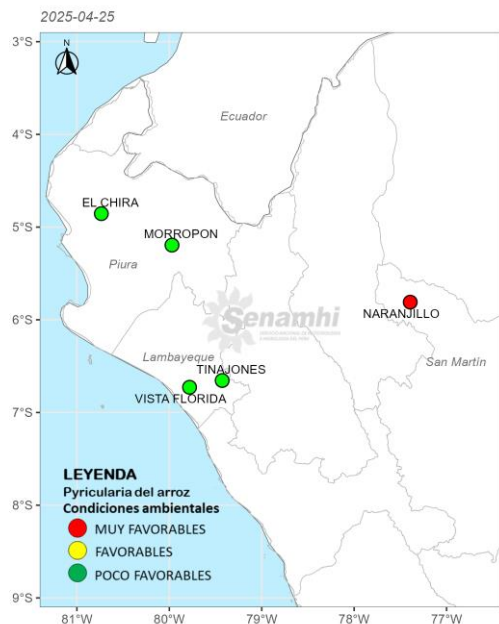 2025-04-25
3°S
N
Ecuador
4°S
EL CHIRA
5°S
MORROPON
Piura
NARANJILLO
6°S
Senamhi
San Martín
Lambayeque
TINAJONES
VISTA FLORIDA
7°S
LEYENDA
Pyricularia del arroz
Condiciones ambientales
8°S
MUY FAVORABLES
FAVORABLES
POCO FAVORABLES
9°S
81°W 80°W 79°W 78°W 77°W